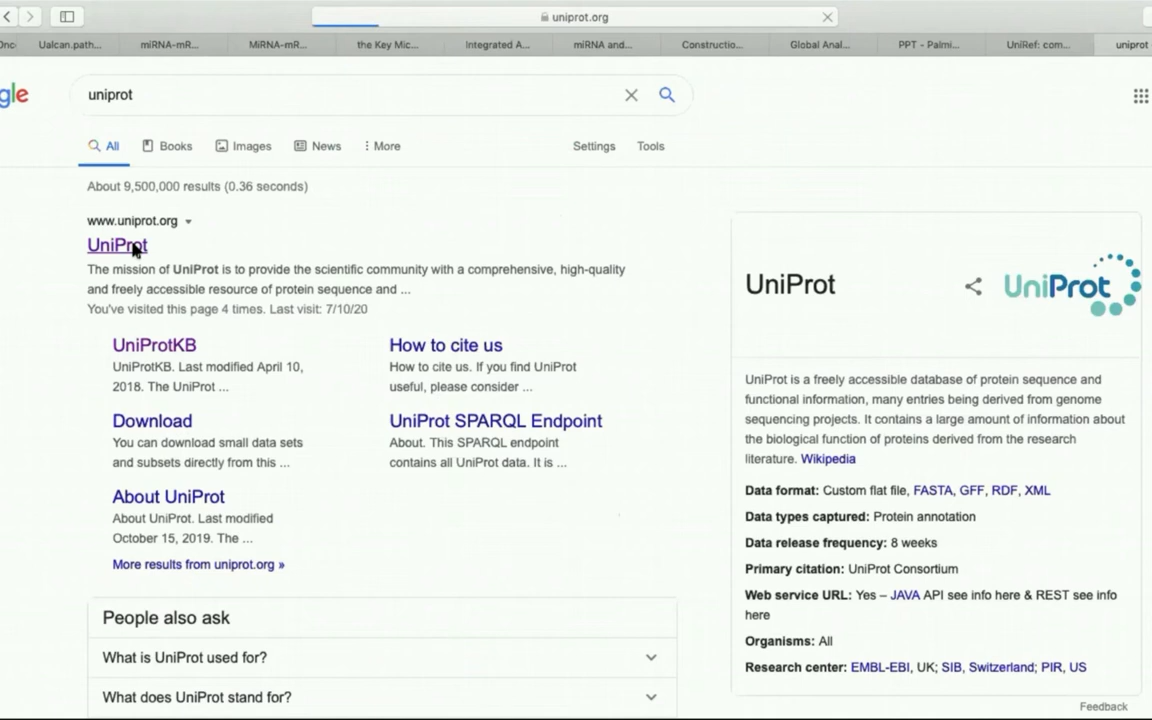 uniprot.org
Ualcan.path... miRNA-mR... MiRNA-mR... the Key Mic... Integrated A... miRNA and... Constructio... Global Anal... PPT - Palmi... UniRef: com... uniprot
gle
uniprot
All Books Images News More Settings Tools
About 9,500,000 results (0.36 seconds)
www.uniprot.org
UniProt
The mission of UniProt is to provide the scientific community with a comprehensive, high-quality
and freely accessible resource of protein sequence and ...
You've visited this page 4 times. Last visit: 7/10/20
UniProtKB
UniProtKB. Last modified April 10,
2018. The UniProt ...
How to cite us
How to cite us. If you find UniProt
useful, please consider ...
Download
You can download small data sets
and subsets directly from this ...
UniProt SPARQL Endpoint
About. This SPARQL endpoint
contains all UniProt data. It is ...
About UniProt
About UniProt. Last modified
October 15, 2019. The ...
More results from uniprot.org »
People also ask
What is UniProt used for?
What does UniProt stand for?
UniProt
UniProt
UniProt is a freely accessible database of protein sequence and
functional information, many entries being derived from genome
sequencing projects. It contains a large amount of information about
the biological function of proteins derived from the research
literature. Wikipedia
Data format: Custom flat file, FASTA, GFF, RDF, XML
Data types captured: Protein annotation
Data release frequency: 8 weeks
Primary citation: UniProt Consortium
Web service URL: Yes – JAVA API see info here & REST see info
here
Organisms: All
Research center: EMBL-EBI, UK; SIB, Switzerland; PIR, US
Feedback